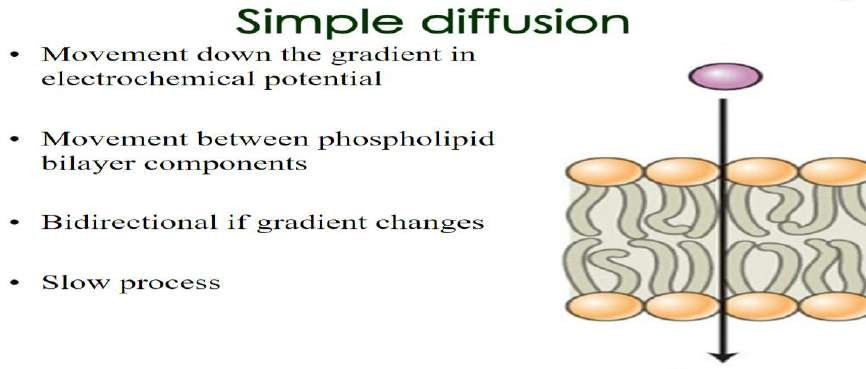 Simple diffusion
• Movement down the gradient in
electrochemical potential
• Movement between phospholipid
bilayer components
• Bidirectional if gradient changes
• Slow process